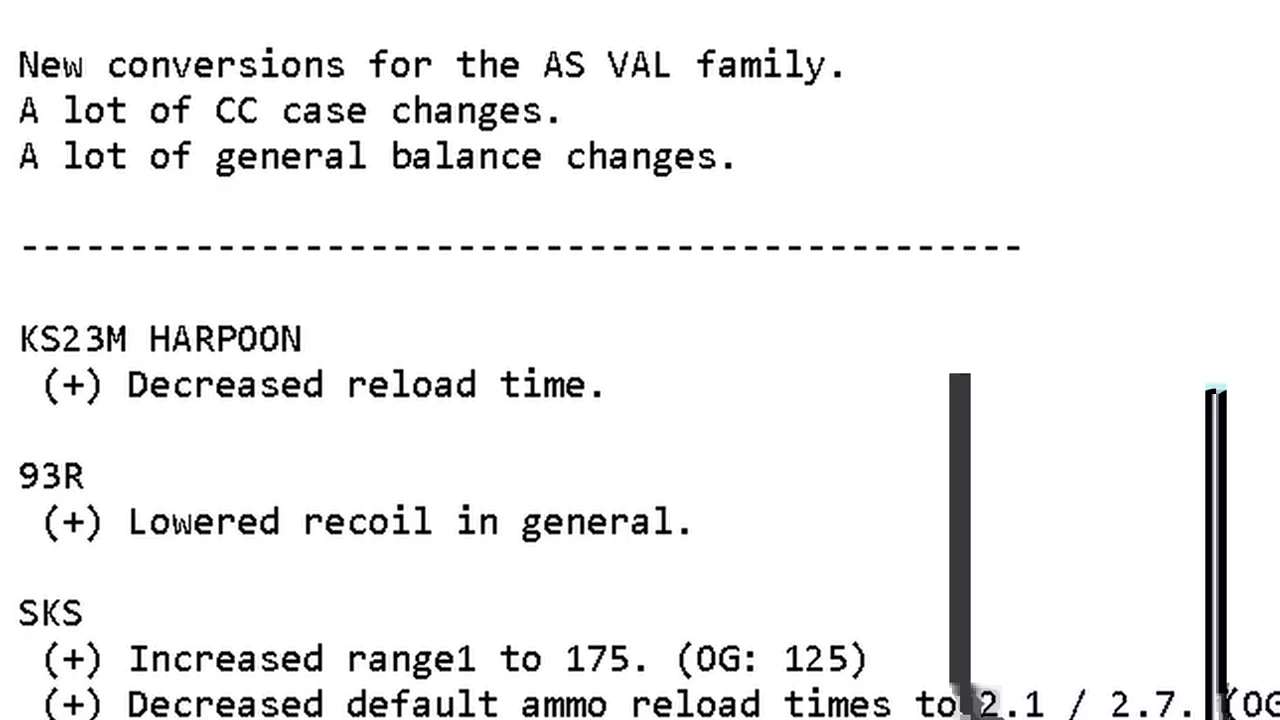 New conversions for the AS VAL family.
A lot of CC case changes.
A lot of general balance changes.
----------------------------------------------
KS23M HARPOON
(+) Decreased reload time.
93R
(+) Lowered recoil in general.
SKS
(+) Increased range1 to 175. (OG: 125)
(+) Decreased default ammo reload times to 2.1 / 2.7. (OG